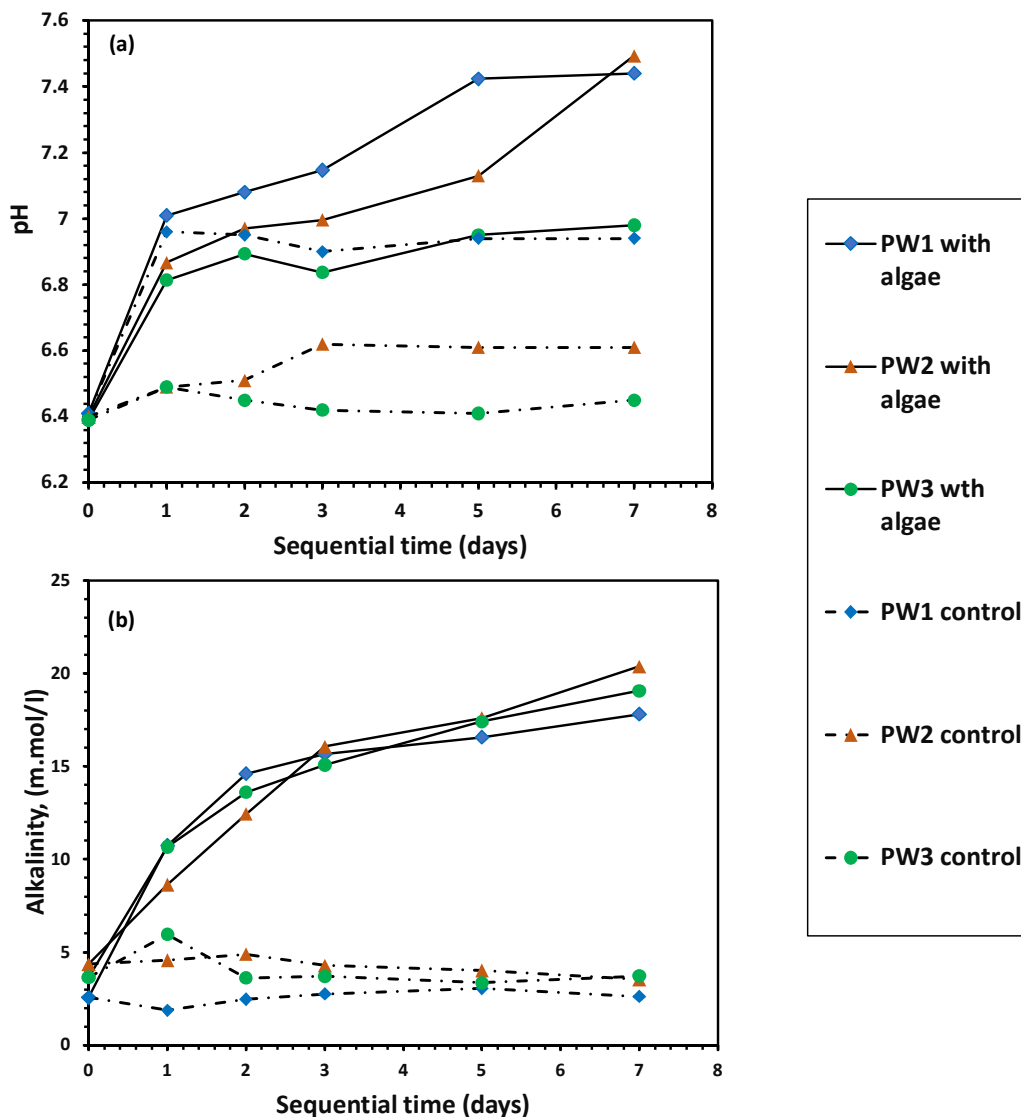 (a)
pH
7.6
7.4
7.2
7
6.8
6.6
6.4
6.2
0 1 2 3 4 5 6 7 8
Sequential time (days)
(b)
Alkalinity, (m.mol/l)
25
20
15
10
5
0
0 1 2 3 4 5 6 7 8
Sequential time (days)
PW1 with
algae
PW2 with
algae
PW3 wth
algae
PW1 control
PW2 control
PW3 control